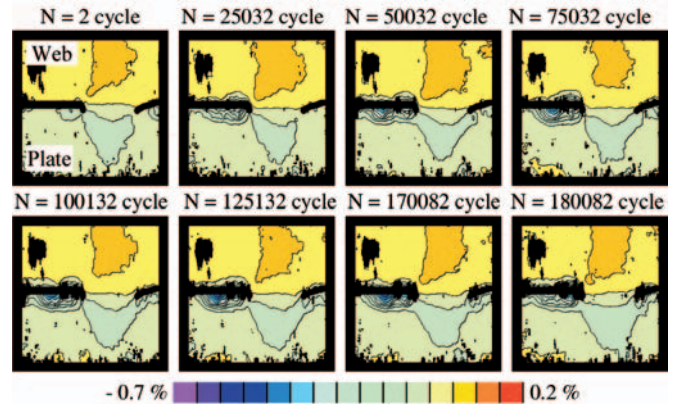 N = 2 cycle N = 25032 cycle N = 50032 cycle N = 75032 cycle
Web
Plate
N = 100132 cycle N = 125132 cycle N = 170082 cycle N = 180082 cycle
- 0.7 % 0.2 %